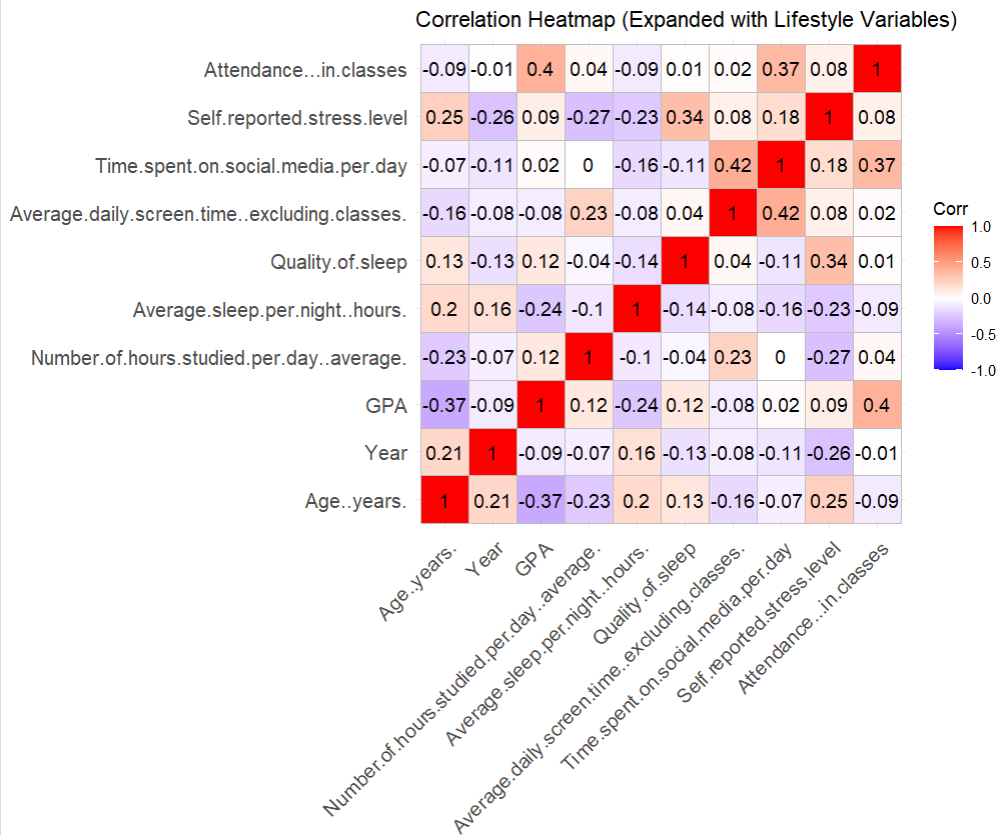 Correlation Heatmap (Expanded with Lifestyle Variables)
Attendance...in.classes -0.09 -0.01 0.4 0.04 -0.09 0.01 0.02 0.37 0.08 1
Self.reported.stress.level 0.25 -0.26 0.09 -0.27 -0.23 0.34 0.08 0.18 1 0.08
Time.spent.on.social.media.per.day -0.07 -0.11 0.02 0 -0.16 -0.11 0.42 1 0.18 0.37
Average.daily.screen.time..excluding.classes. -0.16 -0.08 -0.08 0.23 -0.08 0.04 1 0.42 0.08 0.02
Quality.of.sleep 0.13 -0.13 0.12 -0.04 -0.14 1 0.04 -0.11 0.34 0.01
Average.sleep.per.night..hours. 0.2 0.16 -0.24 -0.1 1 -0.14 -0.08 -0.16 -0.23 -0.09
Number.of.hours.studied.per.day..average. -0.23 -0.07 0.12 1 -0.1 -0.04 0.23 0 -0.27 0.04
GPA -0.37 -0.09 1 0.12 -0.24 0.12 -0.08 0.02 0.09 0.4
Year 0.21 1 -0.09 -0.07 0.16 -0.13 -0.08 -0.11 -0.26 -0.01
Age..years. 1 0.21 -0.37 -0.23 0.2 0.13 -0.16 -0.07 0.25 -0.09
Age..years.
Year
GPA
Number.of.hours.studied.per.day..average.
Average.sleep.per.night..hours.
Quality.of.sleep
Average.daily.screen.time..excluding.classes.
Time.spent.on.social.media.per.day
Self.reported.stress.level
Attendance...in.classes
Corr
1.0
0.5
0.0
-0.5
-1.0